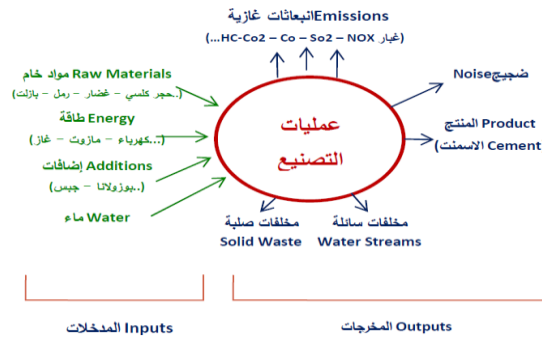 Emissions انبعاثات غازية
(غبار HC-Co2 – Co – So2 – NOX...)
Raw Materials مواد خام
(حجر كلسي – غضار – رمل – بازلت..)
Energy طاقة
(كهرباء – مازوت – غاز...)
Additions إضافات
(بوزولانا – جبس..)
Water ماء
عمليات
التصنيع
ضجيج Noise
المنتج Product
(الاسمنت Cement
مخلفات صلبة
Solid Waste
مخلفات سائلة
Water Streams
المدخلات Inputs
المخرجات Outputs